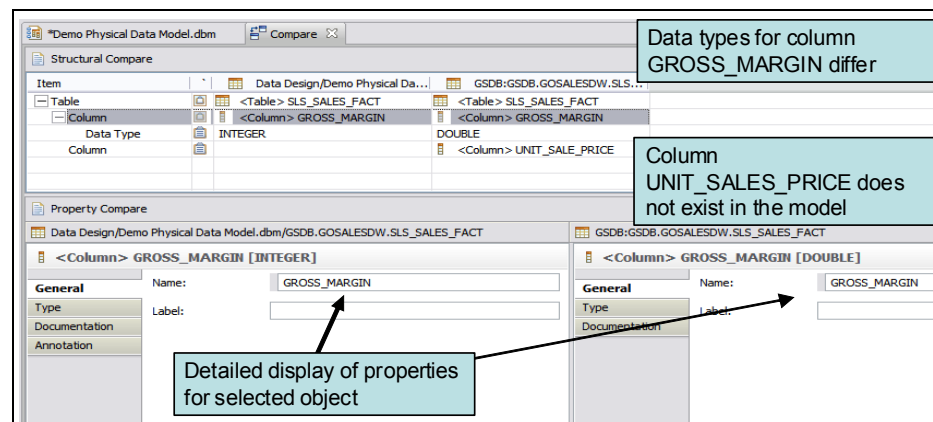 *Demo Physical Data Model.dbm Compare
Structural Compare
Item Data Design/Demo Physical Da... GSDB:GSDB.GOSALESDW.SLS...
Table <Table> SLS_SALES_FACT <Table> SLS_SALES_FACT
Column <Column> GROSS_MARGIN <Column> GROSS_MARGIN
Data Type INTEGER DOUBLE
Column <Column> UNIT_SALE_PRICE
Data types for column
GROSS_MARGIN differ
Column
UNIT_SALES_PRICE does
not exist in the model
Property Compare
Data Design/Demo Physical Data Model.dbm/GSDB.GOSALESDW.SLS_SALES_FACT
<Column> GROSS_MARGIN [INTEGER]
General
Type
Documentation
Annotation
Name: GROSS_MARGIN
Label:
GSDB:GSDB.GOSALESDW.SLS_SALES_FACT
<Column> GROSS_MARGIN [DOUBLE]
General
Type
Documentation
Name: GROSS_MARGIN
Label:
Detailed display of properties
for selected object